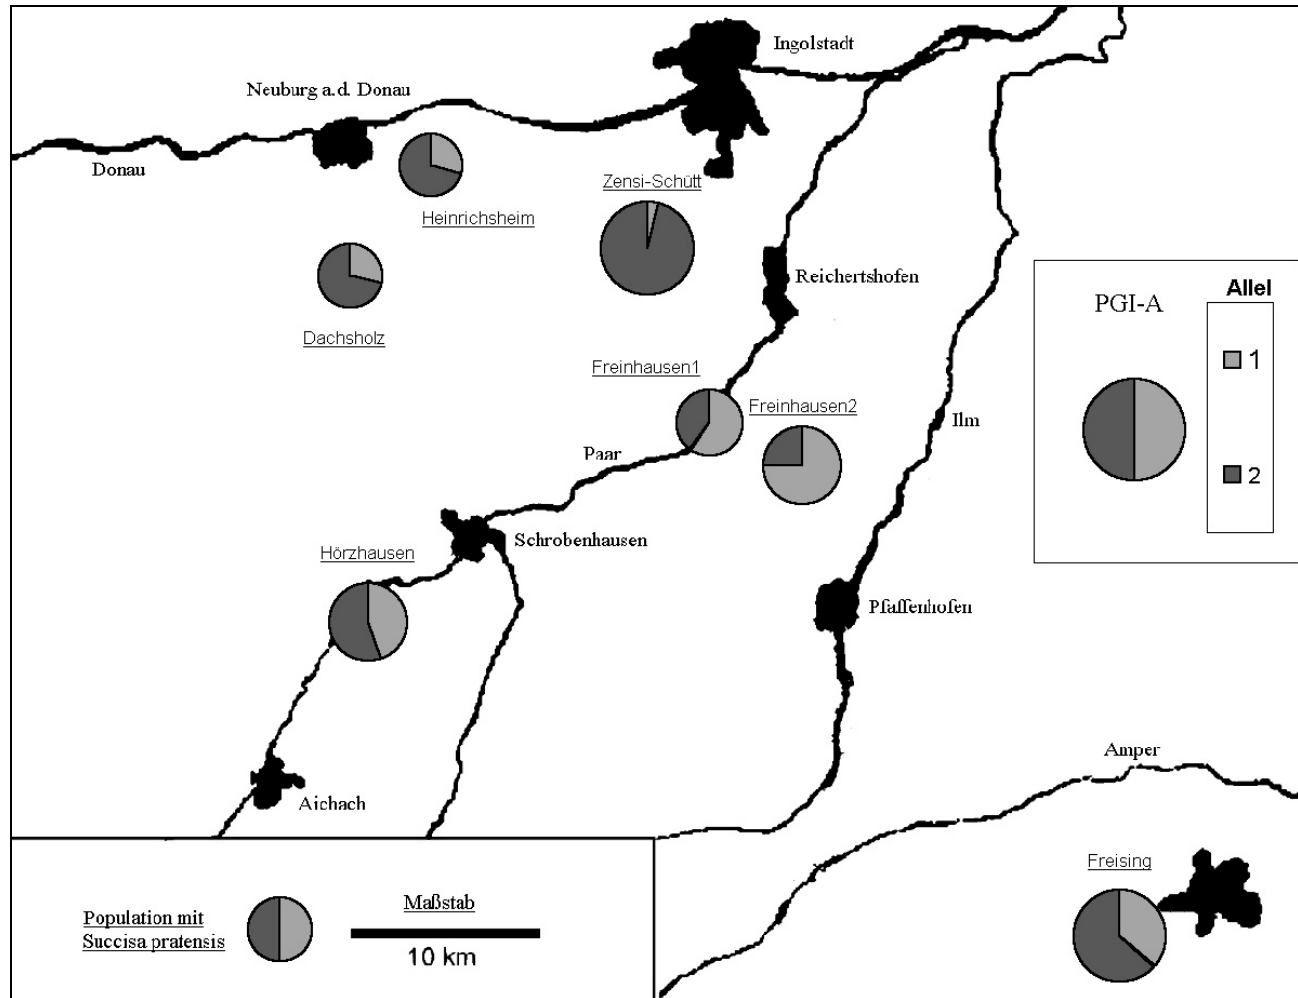 Ingolstadt
Neuburg a.d. Donau
Donau
Zensi-Schütt
Heinrichsheim
Reichertshofen
Allel
PGI-A
1
2
Dachsholz
Freinhausen1
Freinhausen2
Ilm
Paar
Schrobenhausen
Hörzhausen
Pfaffenhofen
Amper
Aichach
Freising
Population mit
Succisa pratensis
Maßstab
10 km